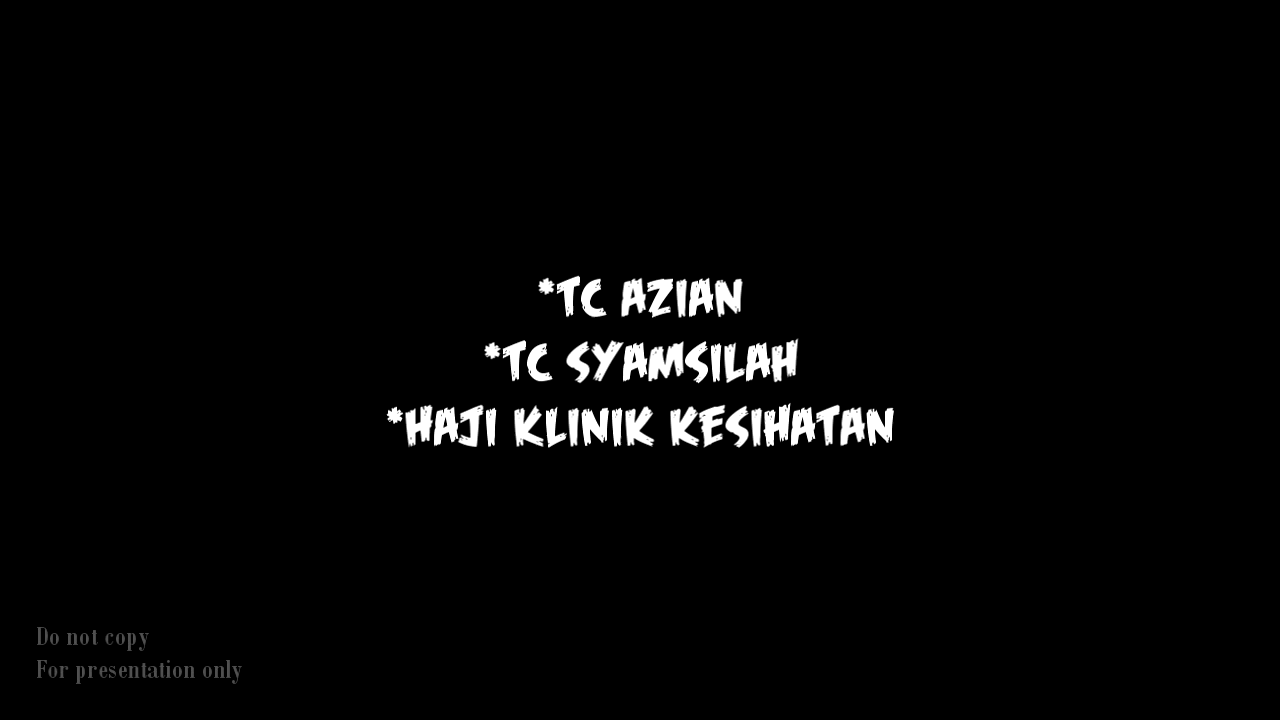 *TC AZIAN
*TC SYAMSILAH
*HAJI KLINIK KESIHATAN
Do not copy
For presentation only